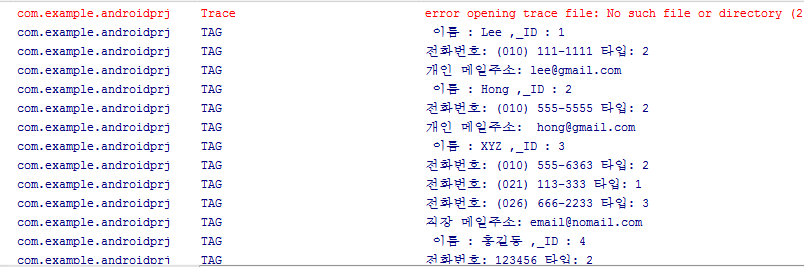 com.example.androidprj Trace error opening trace file: No such file or directory (2
com.example.androidprj TAG 이름 : Lee ,_ID : 1
com.example.androidprj TAG 전화번호: (010) 111-1111 타입: 2
com.example.androidprj TAG 개인 메일주소: lee@gmail.com
com.example.androidprj TAG 이름 : Hong ,_ID : 2
com.example.androidprj TAG 전화번호: (010) 555-5555 타입: 2
com.example.androidprj TAG 개인 메일주소: hong@gmail.com
com.example.androidprj TAG 이름 : XYZ ,_ID : 3
com.example.androidprj TAG 전화번호: (010) 555-6363 타입: 2
com.example.androidprj TAG 전화번호: (021) 113-333 타입: 1
com.example.androidprj TAG 전화번호: (026) 666-2233 타입: 3
com.example.androidprj TAG 직장 메일주소: email@nomail.com
com.example.androidprj TAG 이름 : 홍길동 ,_ID : 4
com.example.androidprj TAG 전화번호: 123456 타입: 2